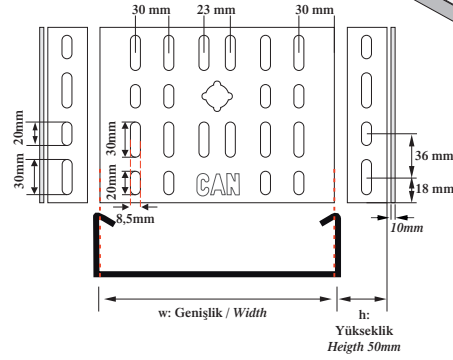 30 mm
23 mm
30 mm
20mm
30mm
30mm
20mm
CAN
8,5mm
36 mm
18 mm
10mm
w: Genişlik / Width
h:
Yükseklik
Heigth 50mm